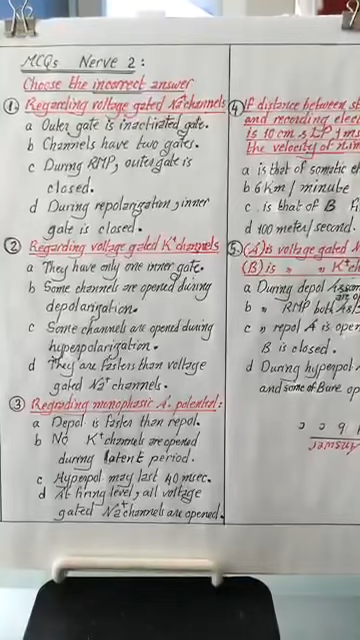 MCQs Nerve 2:
Choose the incorrect answer
① Regarding voltage gated Na⁺ channels
a Outer gate is inactivated gate.
b Channels have two gates.
c During RMP, outer gate is
closed.
d During repolarization, inner
gate is closed.
② Regarding voltage gated K⁺ channels
a They have only one inner gate.
b Some channels are opened during
depolarization.
c Some channels are opened during
hyperpolarization.
d They are faster than voltage
gated Na⁺ channels.
③ Regrading monophasic A. potential:
a Depol is faster than repol.
b No K⁺ channels are opened
during latent period.
c Hyperpol may last 40 msec.
d At firing level, all voltage
gated Na⁺ channels are opened.
④ If distance between
and recording
is 10 cm & LP 1 ms
the velocity of
a is that of somatic
b 6 Km / minute
c is that of B
d 100 meter/second.
⑤ (A) is voltage gated
(B) is " " K⁺
a During depol A
b " RMP both
c " repol A is
B is closed.
d During hyperpol A
and some of B are
Answer